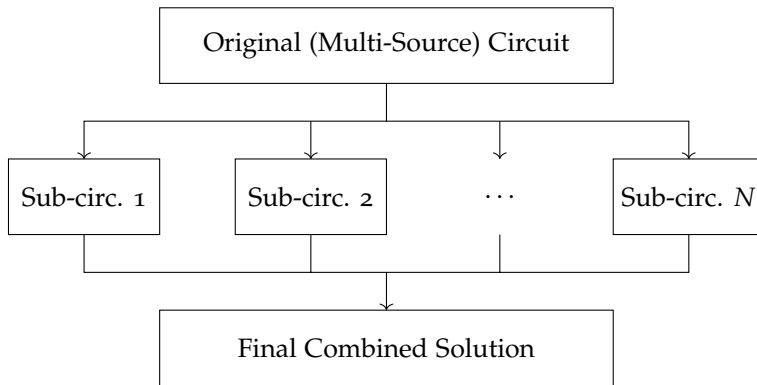 Original (Multi-Source) Circuit
Sub-circ. 1
Sub-circ. 2
···
Sub-circ. N
Final Combined Solution